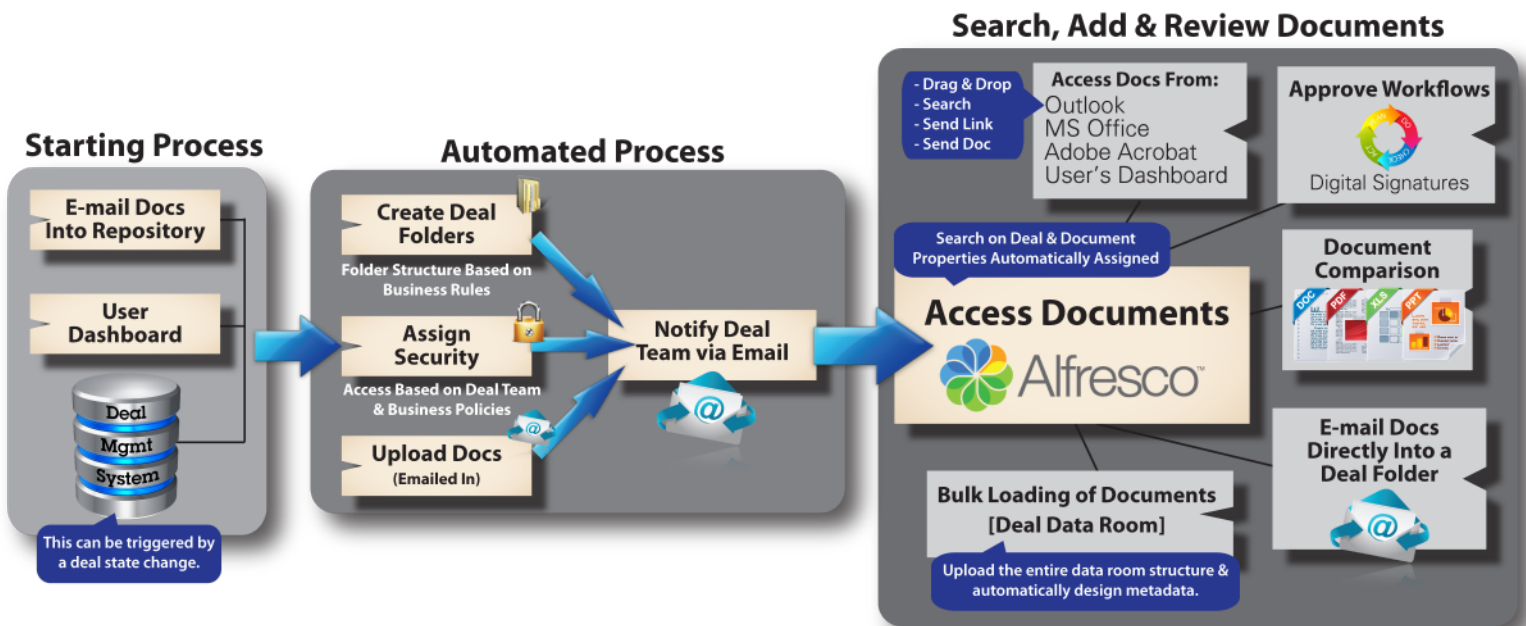 Starting Process
E-mail Docs
Into Repository
User
Dashboard
Deal
Mgmt
System
This can be triggered by
a deal state change.
Automated Process
Create Deal
Folders
Folder Structure Based on
Business Rules
Assign
Security
Access Based on Deal Team
& Business Policies
Upload Docs
(Emailed In)
Notify Deal
Team via Email
@
@
Search, Add & Review Documents
- Drag & Drop
- Search
- Send Link
- Send Doc
Access Docs From:
Outlook
MS Office
Adobe Acrobat
User's Dashboard
Approve Workflows
PLAN
DO
CHECK
ACT
Digital Signatures
Search on Deal & Document
Properties Automatically Assigned
Access Documents
Alfresco™
Document
Comparison
DOC
PDF
XLS
PPT
E-mail Docs
Directly Into a
Deal Folder
@
Bulk Loading of Documents
[Deal Data Room]
Upload the entire data room structure &
automatically design metadata.